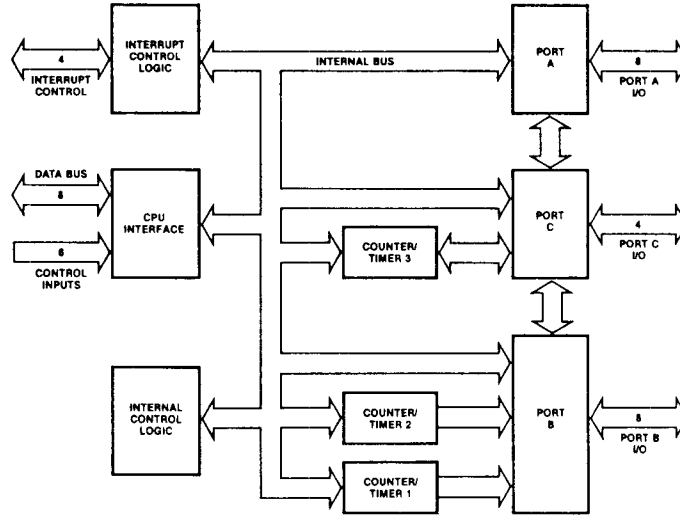 4
INTERRUPT
CONTROL
INTERRUPT
CONTROL
LOGIC
INTERNAL BUS
PORT
A
8
PORT A
I/O
DATA BUS
8
6
CONTROL
INPUTS
CPU
INTERFACE
COUNTER/
TIMER 3
PORT
C
4
PORT C
I/O
INTERNAL
CONTROL
LOGIC
COUNTER/
TIMER 2
COUNTER/
TIMER 1
PORT
B
8
PORT B
I/O